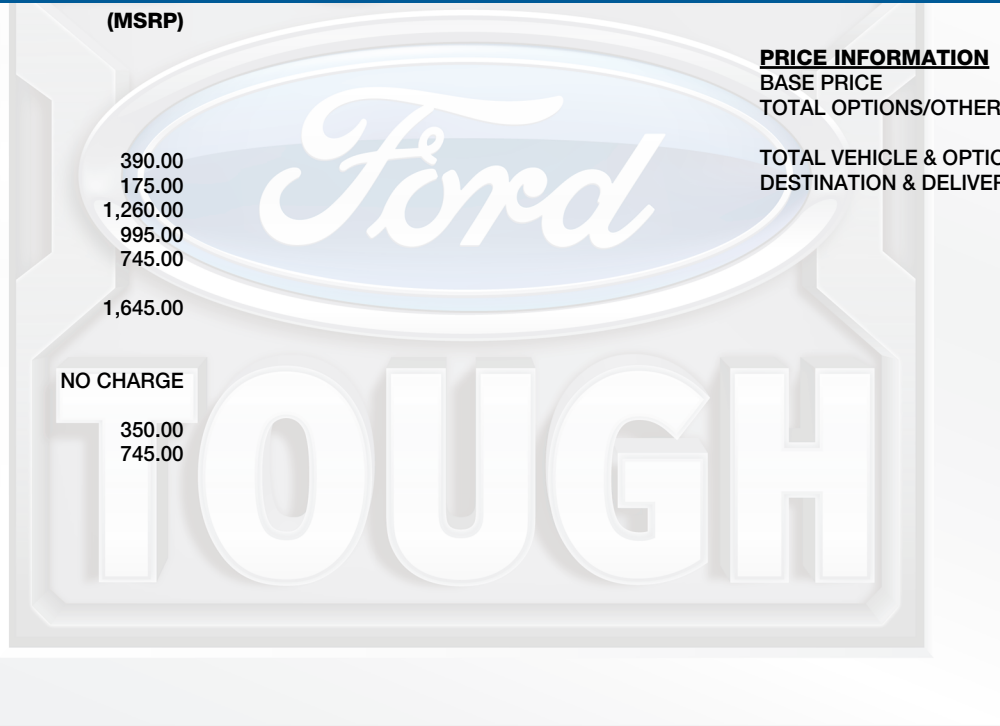 (MSRP)
390.00
175.00
1,260.00
995.00
745.00
1,645.00
NO CHARGE
350.00
745.00
PRICE INFORMATION
BASE PRICE
TOTAL OPTIONS/OTHER
TOTAL VEHICLE & OPTIO
DESTINATION & DELIVER
Ford
TOUGH